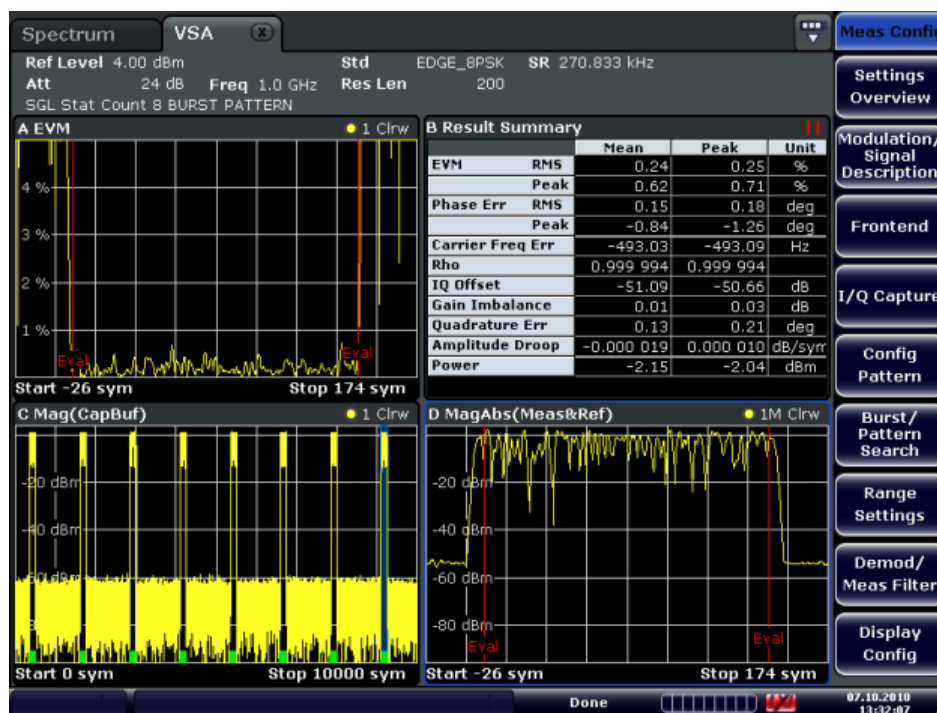 Spectrum VSA X
Ref Level 4.00 dBm Std EDGE_8PSK SR 270.833 kHz
Att 24 dB Freq 1.0 GHz Res Len 200
SGL Stat Count 8 BURST PATTERN
A EVM 1 Clrw
4 %
3 %
2 %
1 %
Eval Eval
Start -26 sym Stop 174 sym
B Result Summary
Mean Peak Unit
EVM RMS 0.24 0.25 %
Peak 0.62 0.71 %
Phase Err RMS 0.15 0.18 deg
Peak -0.84 -1.26 deg
Carrier Freq Err -493.03 -493.09 Hz
Rho 0.999 994 0.999 994
IQ Offset -51.09 -50.66 dB
Gain Imbalance 0.01 0.03 dB
Quadrature Err 0.13 0.21 deg
Amplitude Droop -0.000 019 0.000 010 dB/sym
Power -2.15 -2.04 dBm
C Mag(CapBuf) 1 Clrw
-20 dBm
-40 dBm
Start 0 sym Stop 10000 sym
D MagAbs(Meas&Ref) 1M Clrw
-20 dBm
-40 dBm
-60 dBm
-80 dBm
Eval Eval
Start -26 sym Stop 174 sym
Meas Config
Settings
Overview
Modulation/
Signal
Description
Frontend
I/Q Capture
Config
Pattern
Burst/
Pattern
Search
Range
Settings
Demod/
Meas Filter
Display
Config
Done
07.10.2010
13:32:07